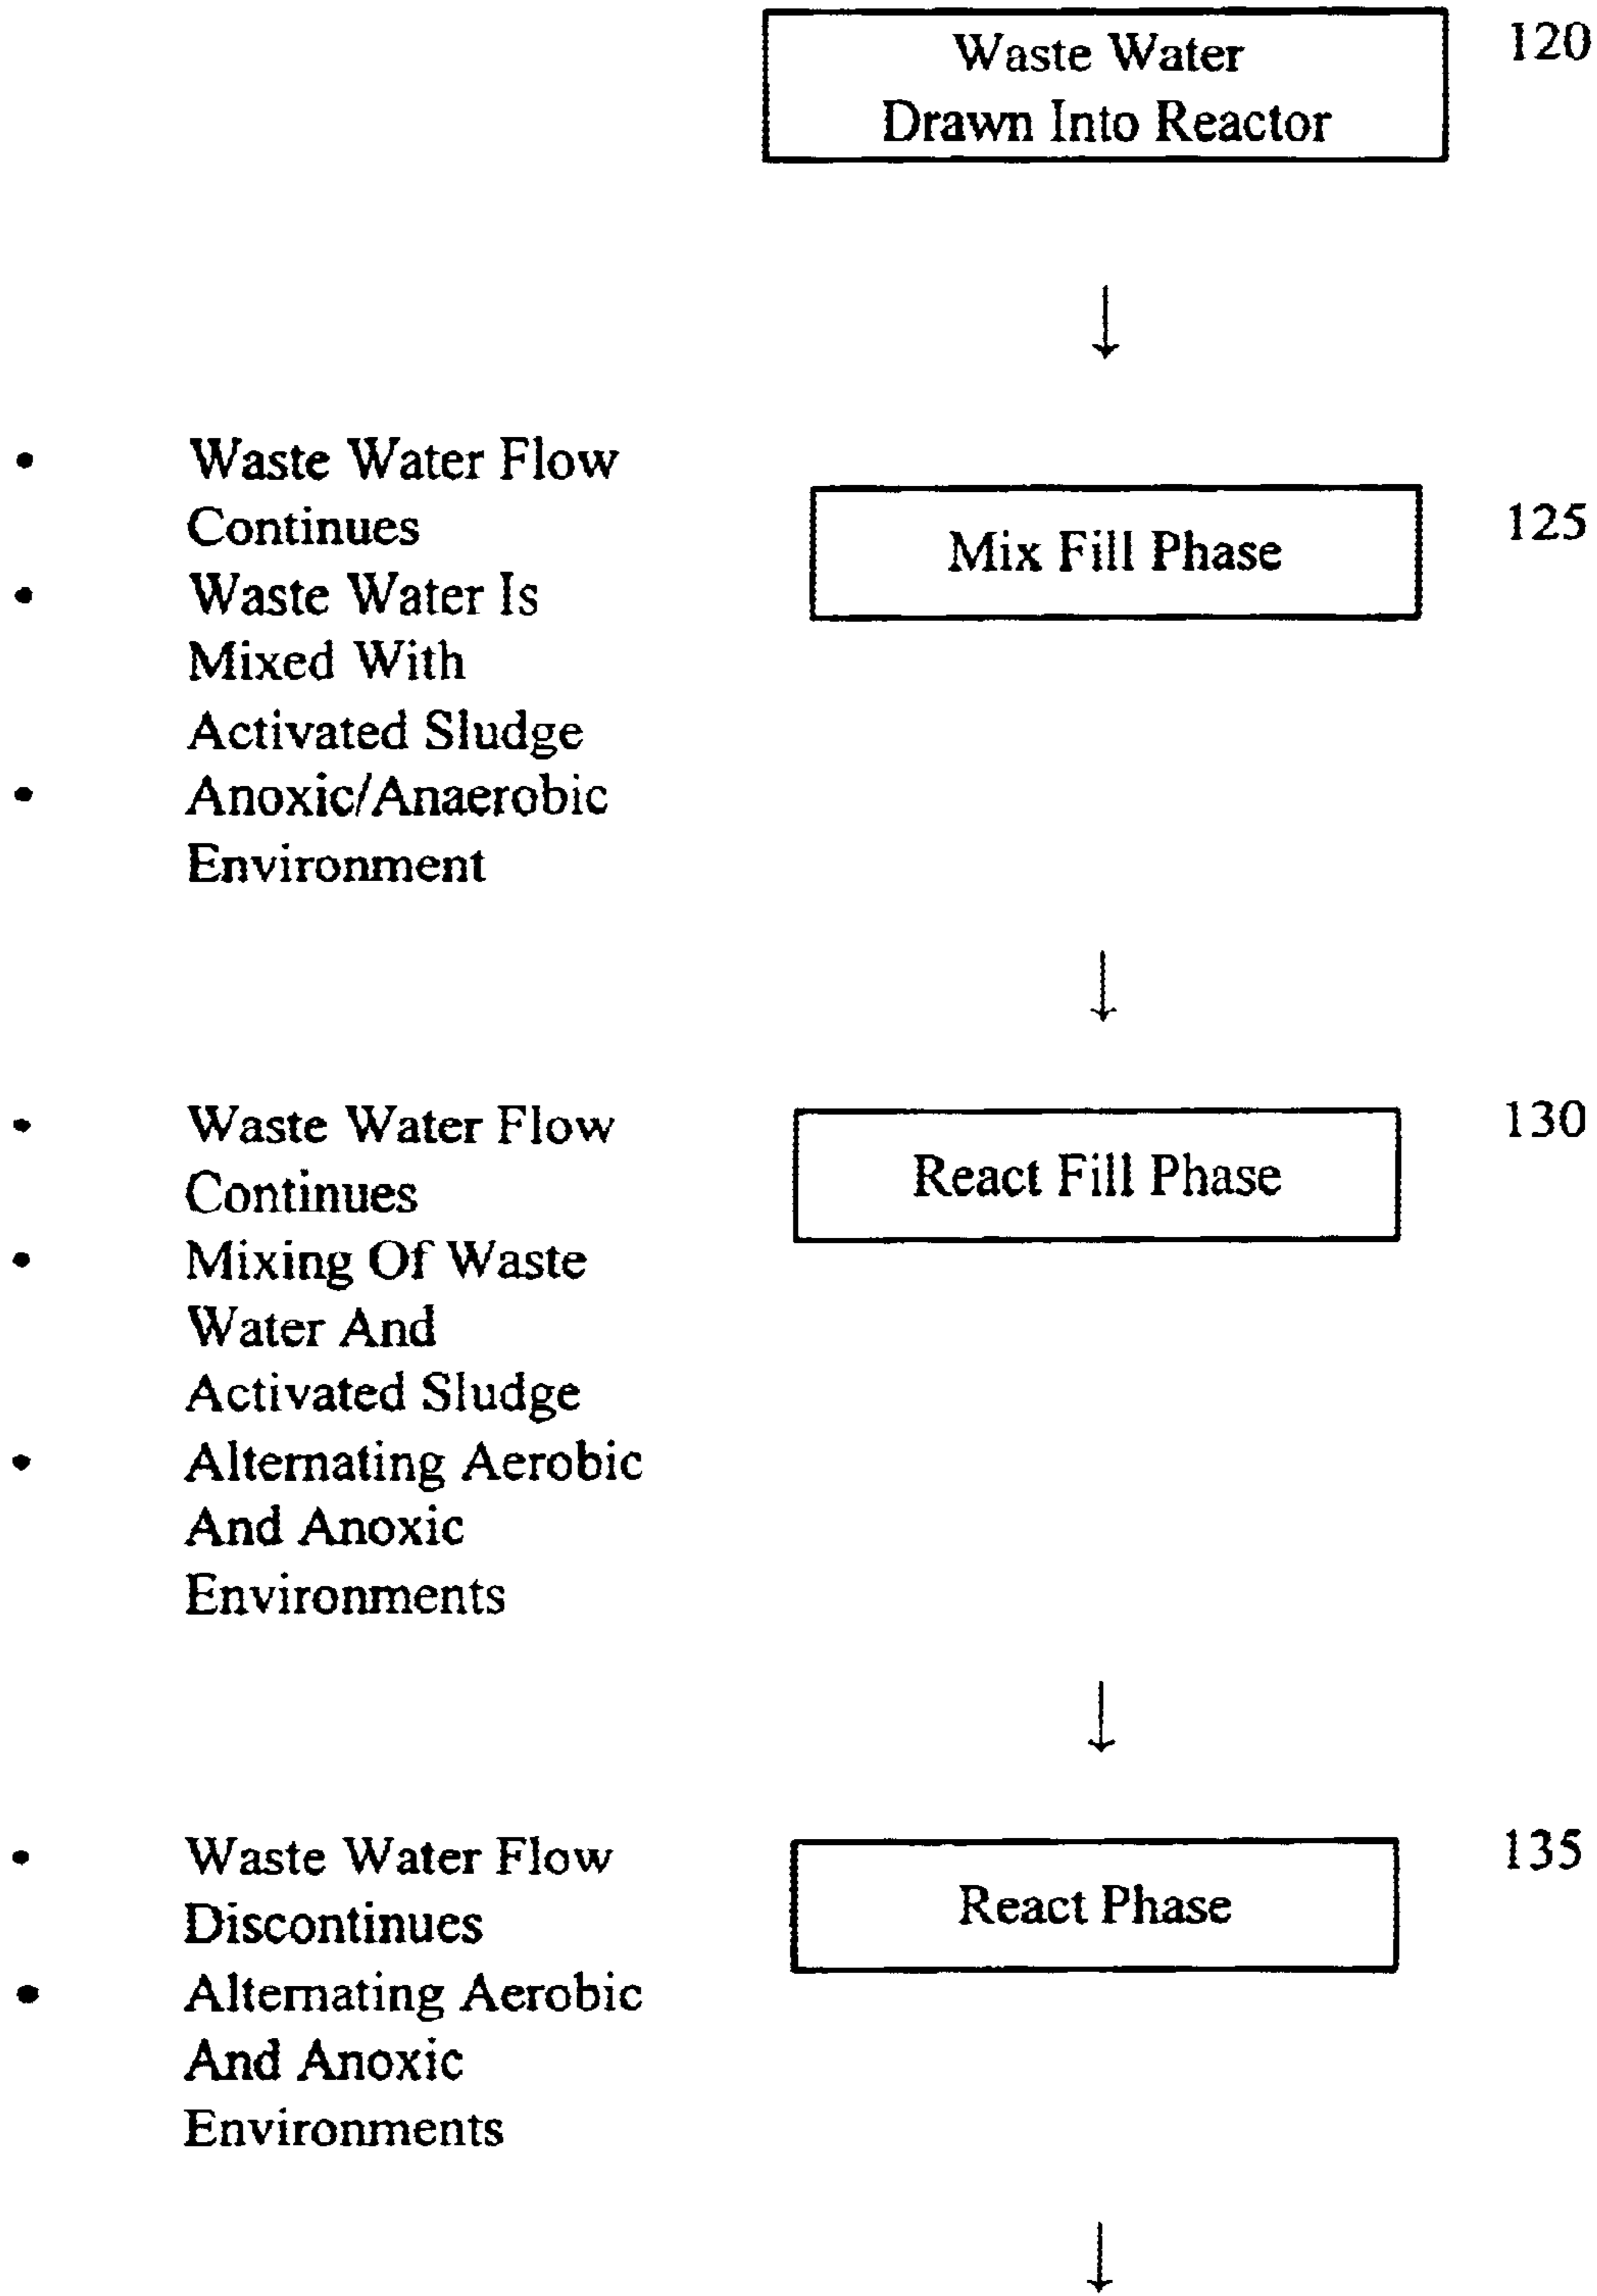 Waste Water
Drawn Into Reactor
120
↓
• Waste Water Flow
Continues
• Waste Water Is
Mixed With
Activated Sludge
• Anoxic/Anaerobic
Environment
Mix Fill Phase
125
↓
• Waste Water Flow
Continues
• Mixing Of Waste
Water And
Activated Sludge
• Alternating Aerobic
And Anoxic
Environments
React Fill Phase
130
↓
• Waste Water Flow
Discontinues
• Alternating Aerobic
And Anoxic
Environments
React Phase
135
↓